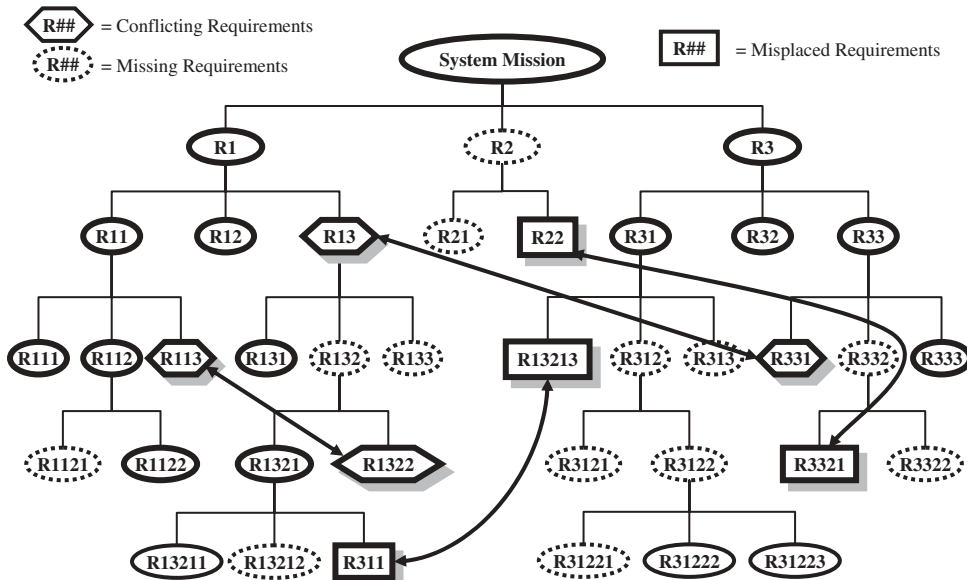 R## = Conflicting Requirements
R## = Missing Requirements
R## = Misplaced Requirements
System Mission
R1 R2 R3
R11 R12 R13 R21 R22 R31 R32 R33
R111 R112 R113 R131 R132 R133 R13213 R312 R313 R331 R332 R333
R1121 R1122 R1321 R1322 R3121 R3122 R3321 R3322
R13211 R13212 R311 R31221 R31222 R31223